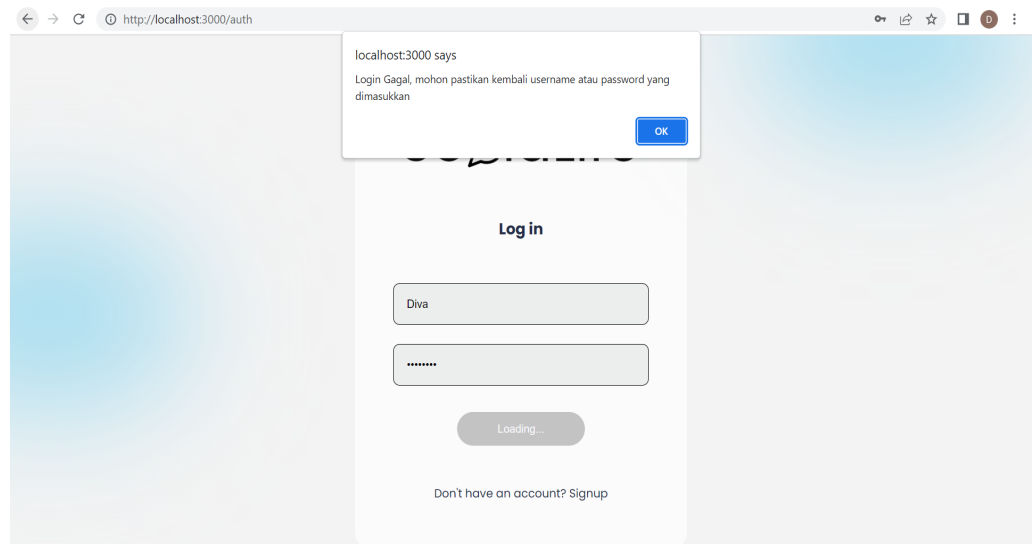 http://localhost:3000/auth
D
localhost:3000 says
Login Gagal, mohon pastikan kembali username atau password yang
dimasukkan
OK
Log in
Diva
••••••••
Loading...
Don't have an account? Signup